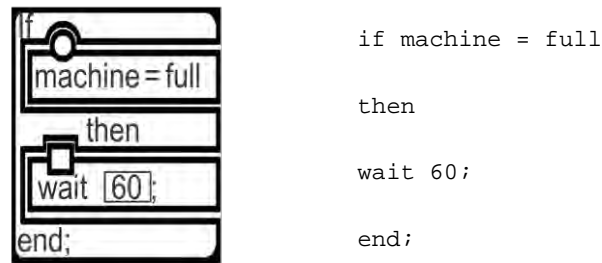 If
machine = full
then
wait 60;
end;
if machine = full
then
wait 60;
end;